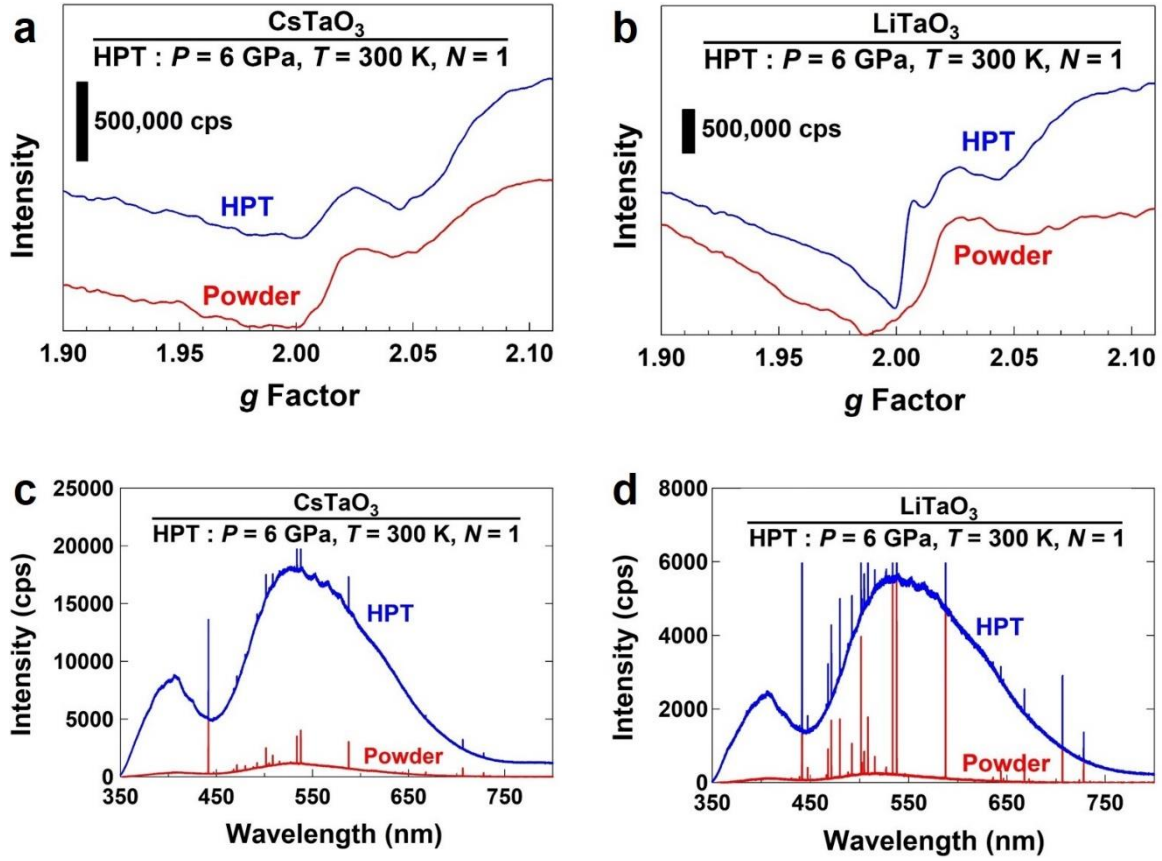 a
CsTaO3
HPT : P = 6 GPa, T = 300 K, N = 1
500,000 cps
HPT
Powder
Intensity
1.90 1.95 2.00 2.05 2.10
g Factor
b
LiTaO3
HPT : P = 6 GPa, T = 300 K, N = 1
500,000 cps
HPT
Powder
Intensity
1.90 1.95 2.00 2.05 2.10
g Factor
c
25000
20000
15000
10000
5000
0
CsTaO3
HPT : P = 6 GPa, T = 300 K, N = 1
HPT
Powder
Intensity (cps)
350 450 550 650 750
Wavelength (nm)
d
8000
6000
4000
2000
0
LiTaO3
HPT : P = 6 GPa, T = 300 K, N = 1
HPT
Powder
Intensity (cps)
350 450 550 650 750
Wavelength (nm)